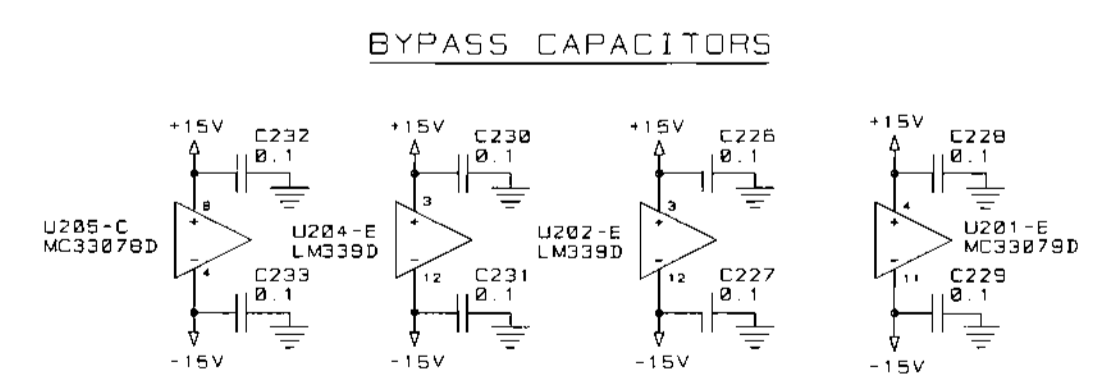 BYPASS CAPACITORS
+15V
C232
0.1
8
+
U205-C
MC33078D
-
4
C233
0.1
-15V
+15V
C230
0.1
3
+
U204-E
LM339D
-
12
C231
0.1
-15V
+15V
C226
0.1
3
+
U202-E
LM339D
-
12
C227
0.1
-15V
+15V
C228
0.1
4
+
U201-E
MC33079D
-
11
C229
0.1
-15V